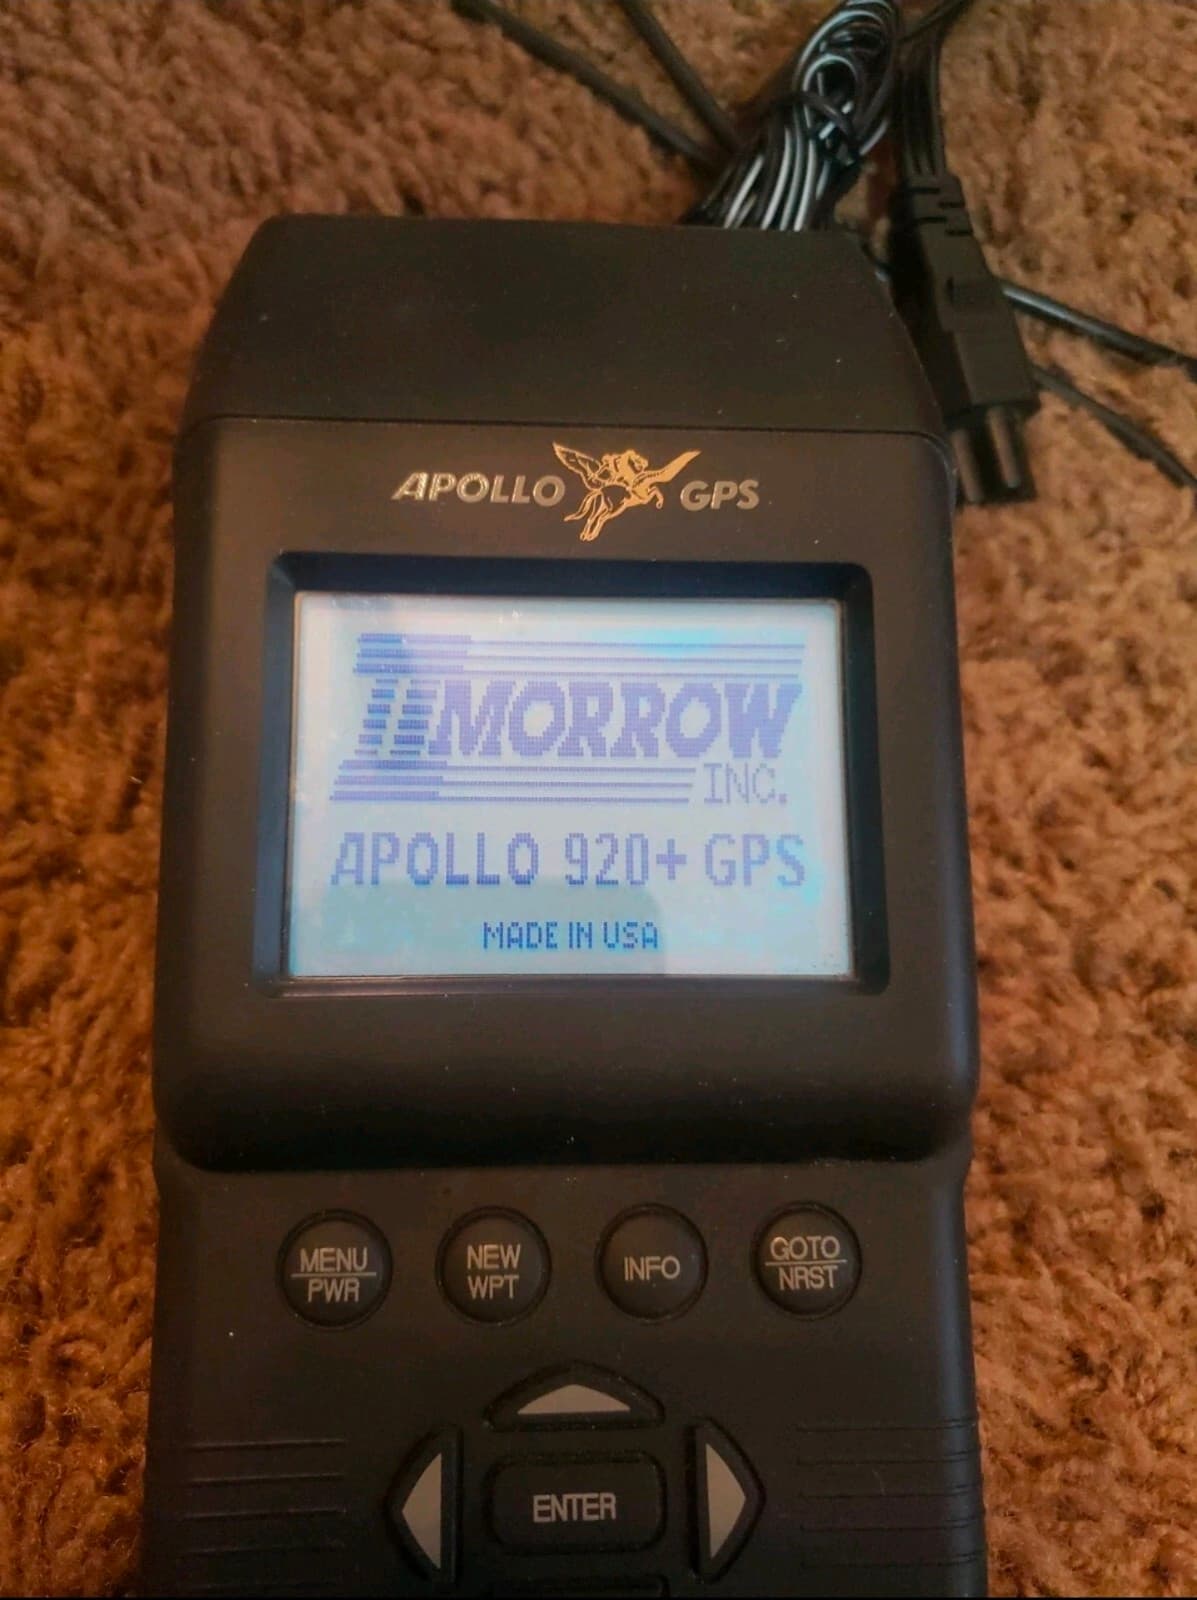 APOLLO GPS
IIMORROW
INC.
APOLLO 920+ GPS
MADE IN USA
MENU
PWR
NEW
WPT
INFO
GOTO
NRST
ENTER